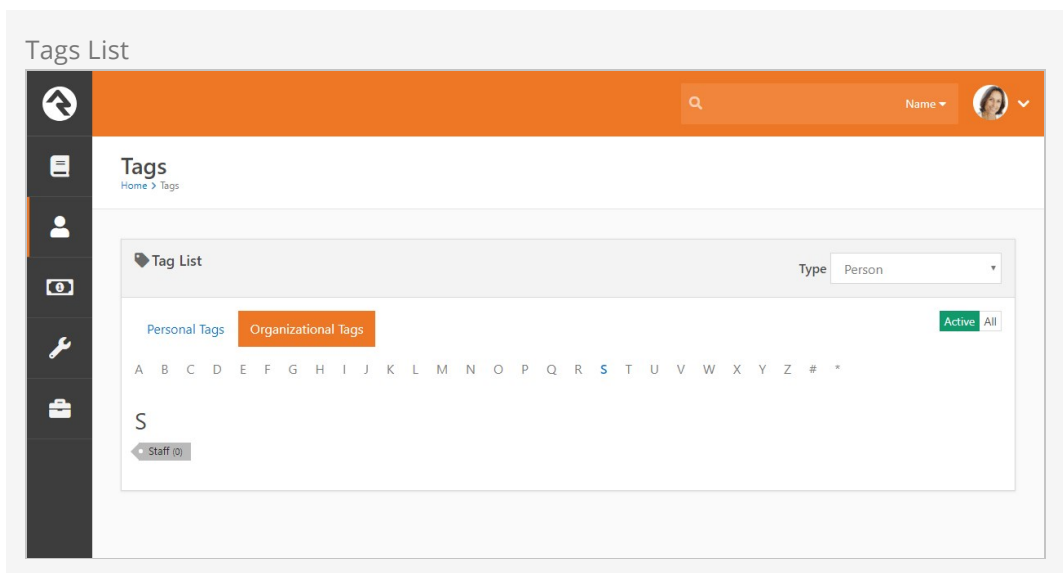 Tags List
Name
Tags
Home > Tags
Tag List
Type Person
Personal Tags Organizational Tags Active All
A B C D E F G H I J K L M N O P Q R S T U V W X Y Z # *
S
Staff (0)